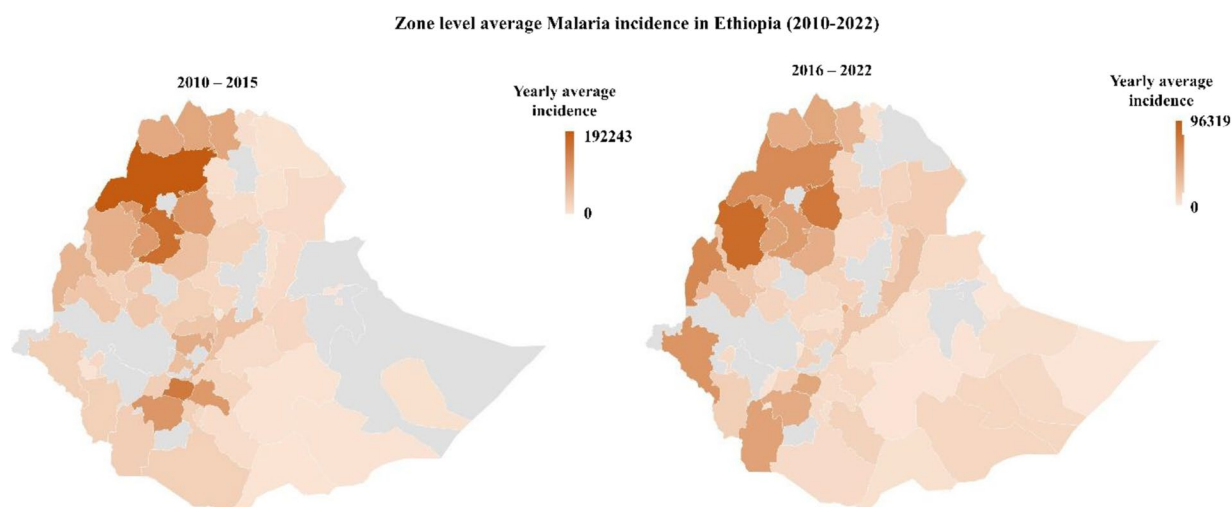 Zone level average Malaria incidence in Ethiopia (2010-2022)
2010 – 2015
Yearly average
incidence
192243
0
2016 – 2022
Yearly average
incidence
96319
0